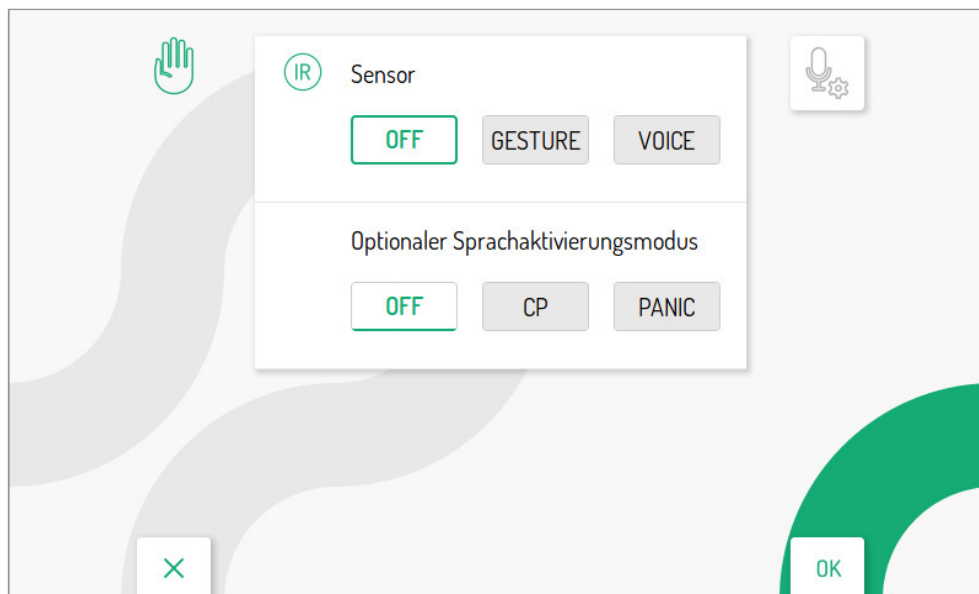 IR Sensor
OFF GESTURE VOICE
Optionaler Sprachaktivierungsmodus
OFF CP PANIC
OK